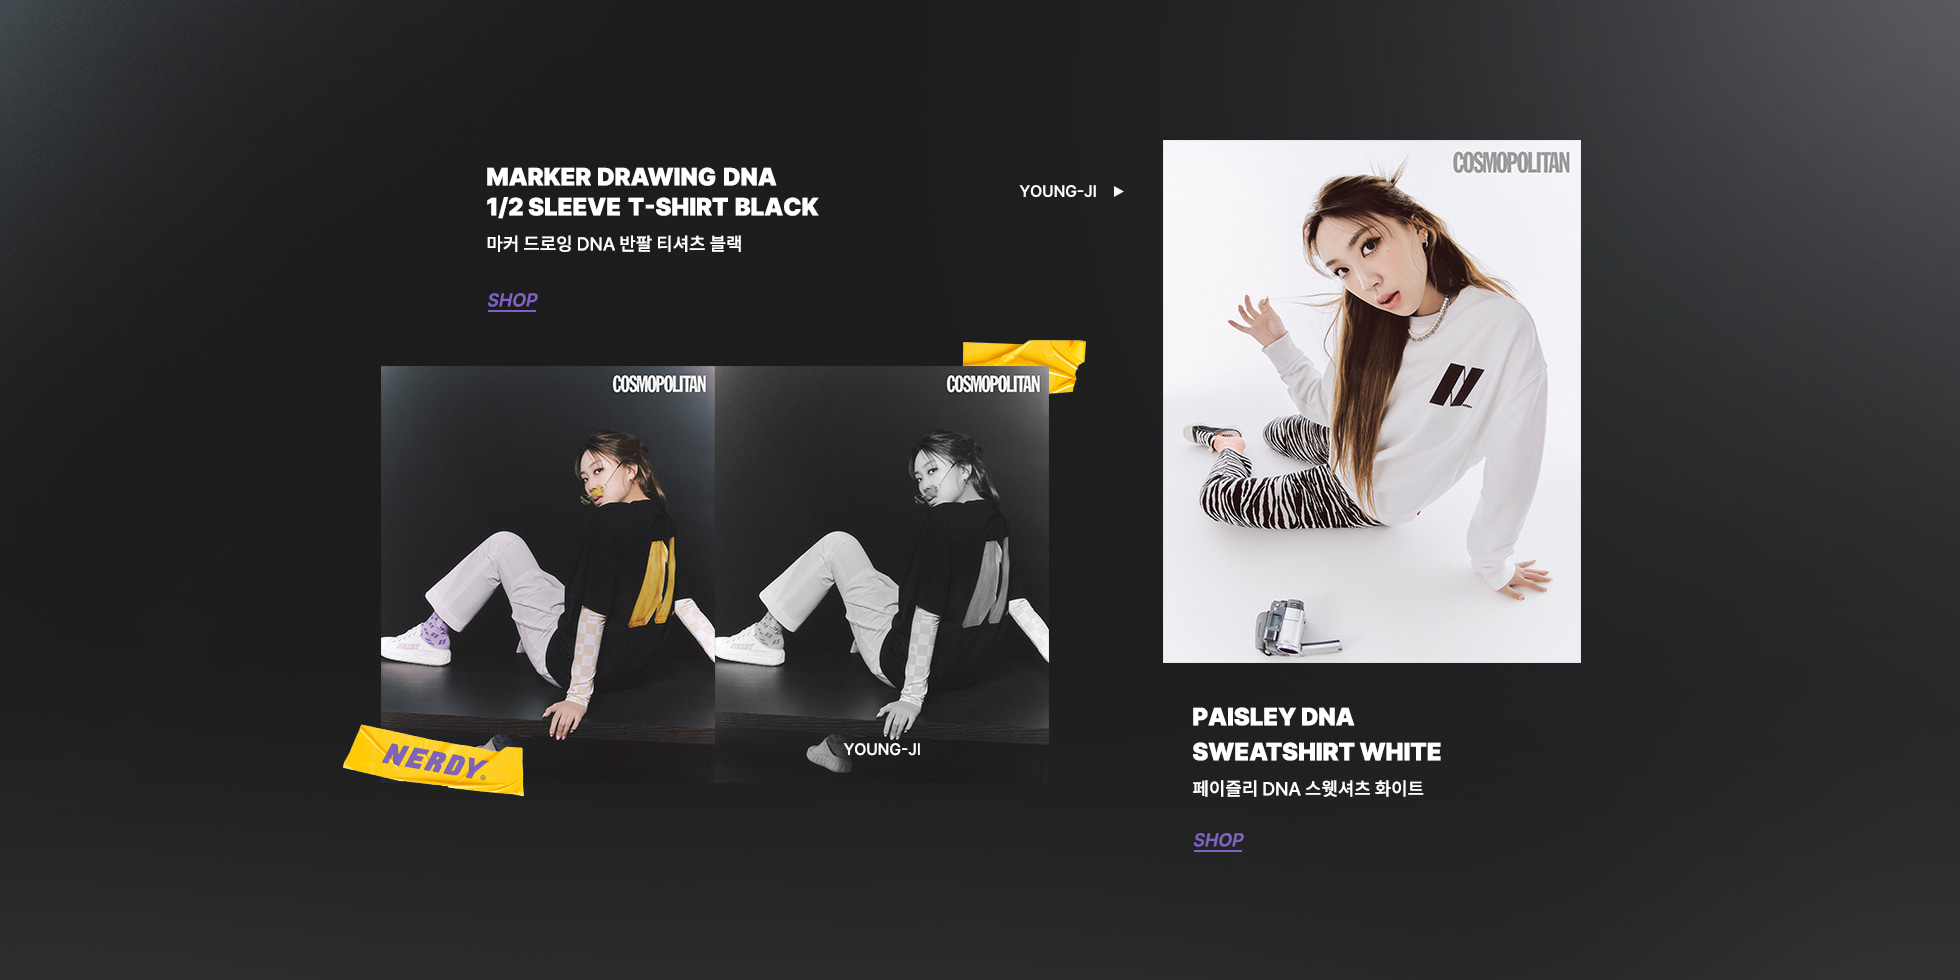 MARKER DRAWING DNA
1/2 SLEEVE T-SHIRT BLACK
마커 드로잉 DNA 반팔 티셔츠 블랙
SHOP
YOUNG-JI ▶
COSMOPOLITAN
COSMOPOLITAN
COSMOPOLITAN
NERDY®
YOUNG-JI
PAISLEY DNA
SWEATSHIRT WHITE
페이즐리 DNA 스웻셔츠 화이트
SHOP